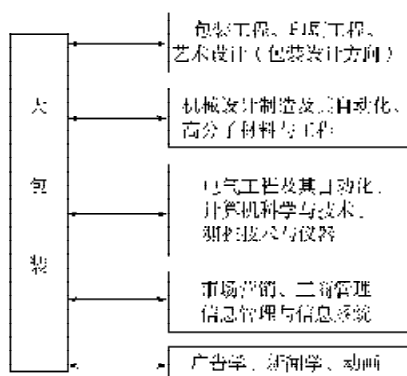 大
包
装
包装工程、印刷工程、
艺术设计（包装设计方向）
机械设计制造及其自动化、
高分子材料与工程
电气工程及其自动化、
计算机科学与技术、
测控技术与仪器
市场营销、工商管理
信息管理与信息系统
广告学、新闻学、动画